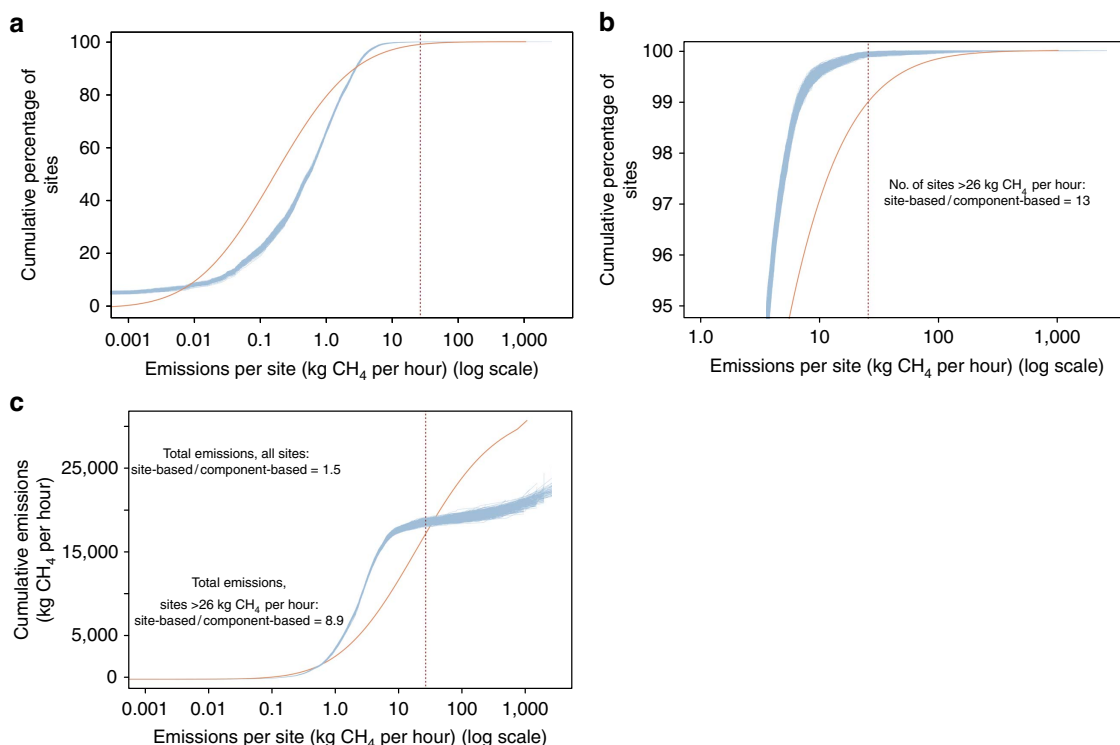 a
Cumulative percentage of
sites
100
80
60
40
20
0
0.001 0.01 0.1 1.0 10 100 1,000
Emissions per site (kg CH₄ per hour) (log scale)
b
Cumulative percentage of
sites
100
99
98
97
96
95
No. of sites >26 kg CH₄ per hour:
site-based/component-based = 13
1.0 10 100 1,000
Emissions per site (kg CH₄ per hour) (log scale)
c
Cumulative emissions
(kg CH₄ per hour)
25,000
15,000
5,000
0
Total emissions, all sites:
site-based/component-based = 1.5
Total emissions,
sites >26 kg CH₄ per hour:
site-based/component-based = 8.9
0.001 0.01 0.1 1.0 10 100 1,000
Emissions per site (kg CH₄ per hour) (log scale)